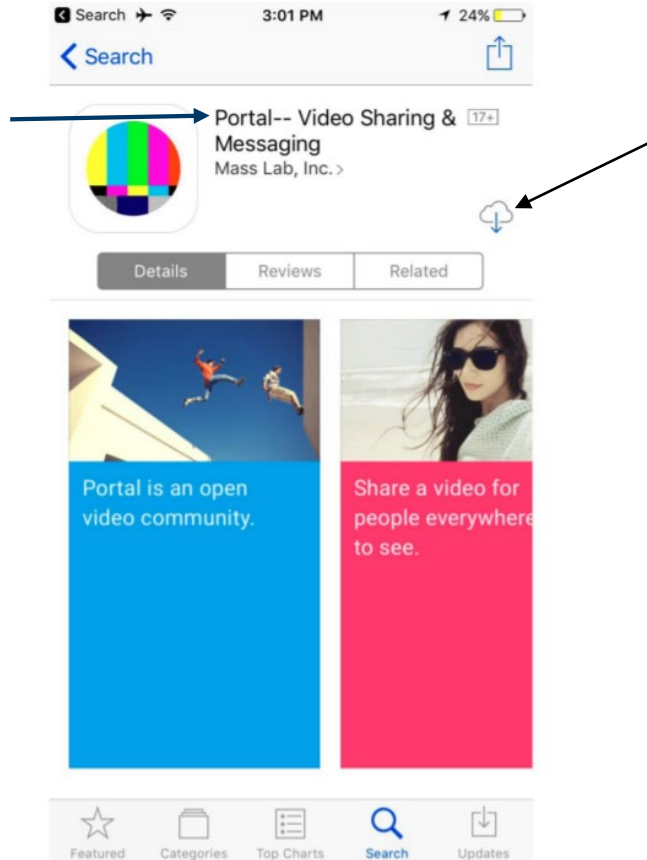 Search 3:01 PM 24%
Search
Portal-- Video Sharing & 17+
Messaging
Mass Lab, Inc. >
Details Reviews Related
Portal is an open
video community.
Share a video for
people everywhere
to see.
Featured Categories Top Charts Search Updates